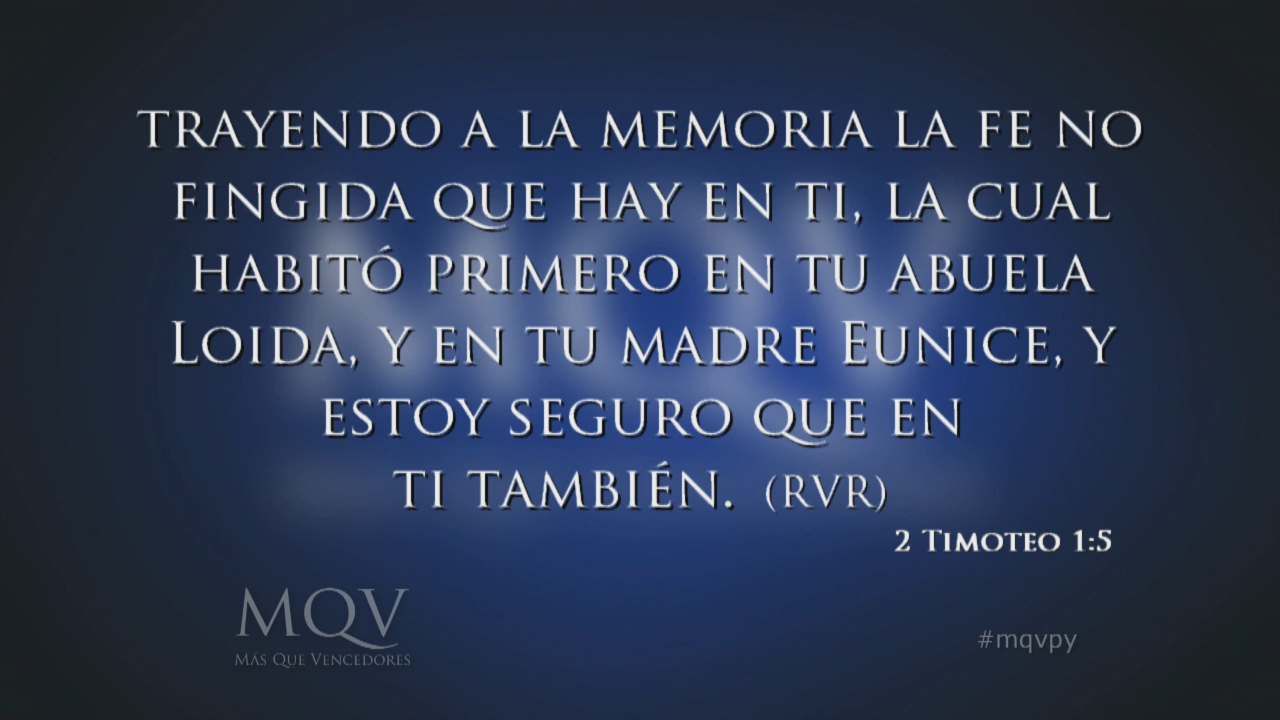 TRAYENDO A LA MEMORIA LA FE NO
FINGIDA QUE HAY EN TI, LA CUAL
HABITÓ PRIMERO EN TU ABUELA
LOIDA, Y EN TU MADRE EUNICE, Y
ESTOY SEGURO QUE EN
TI TAMBIÉN. (RVR)
2 TIMOTEO 1:5
MQV
MÁS QUE VENCEDORES
#mqvpy